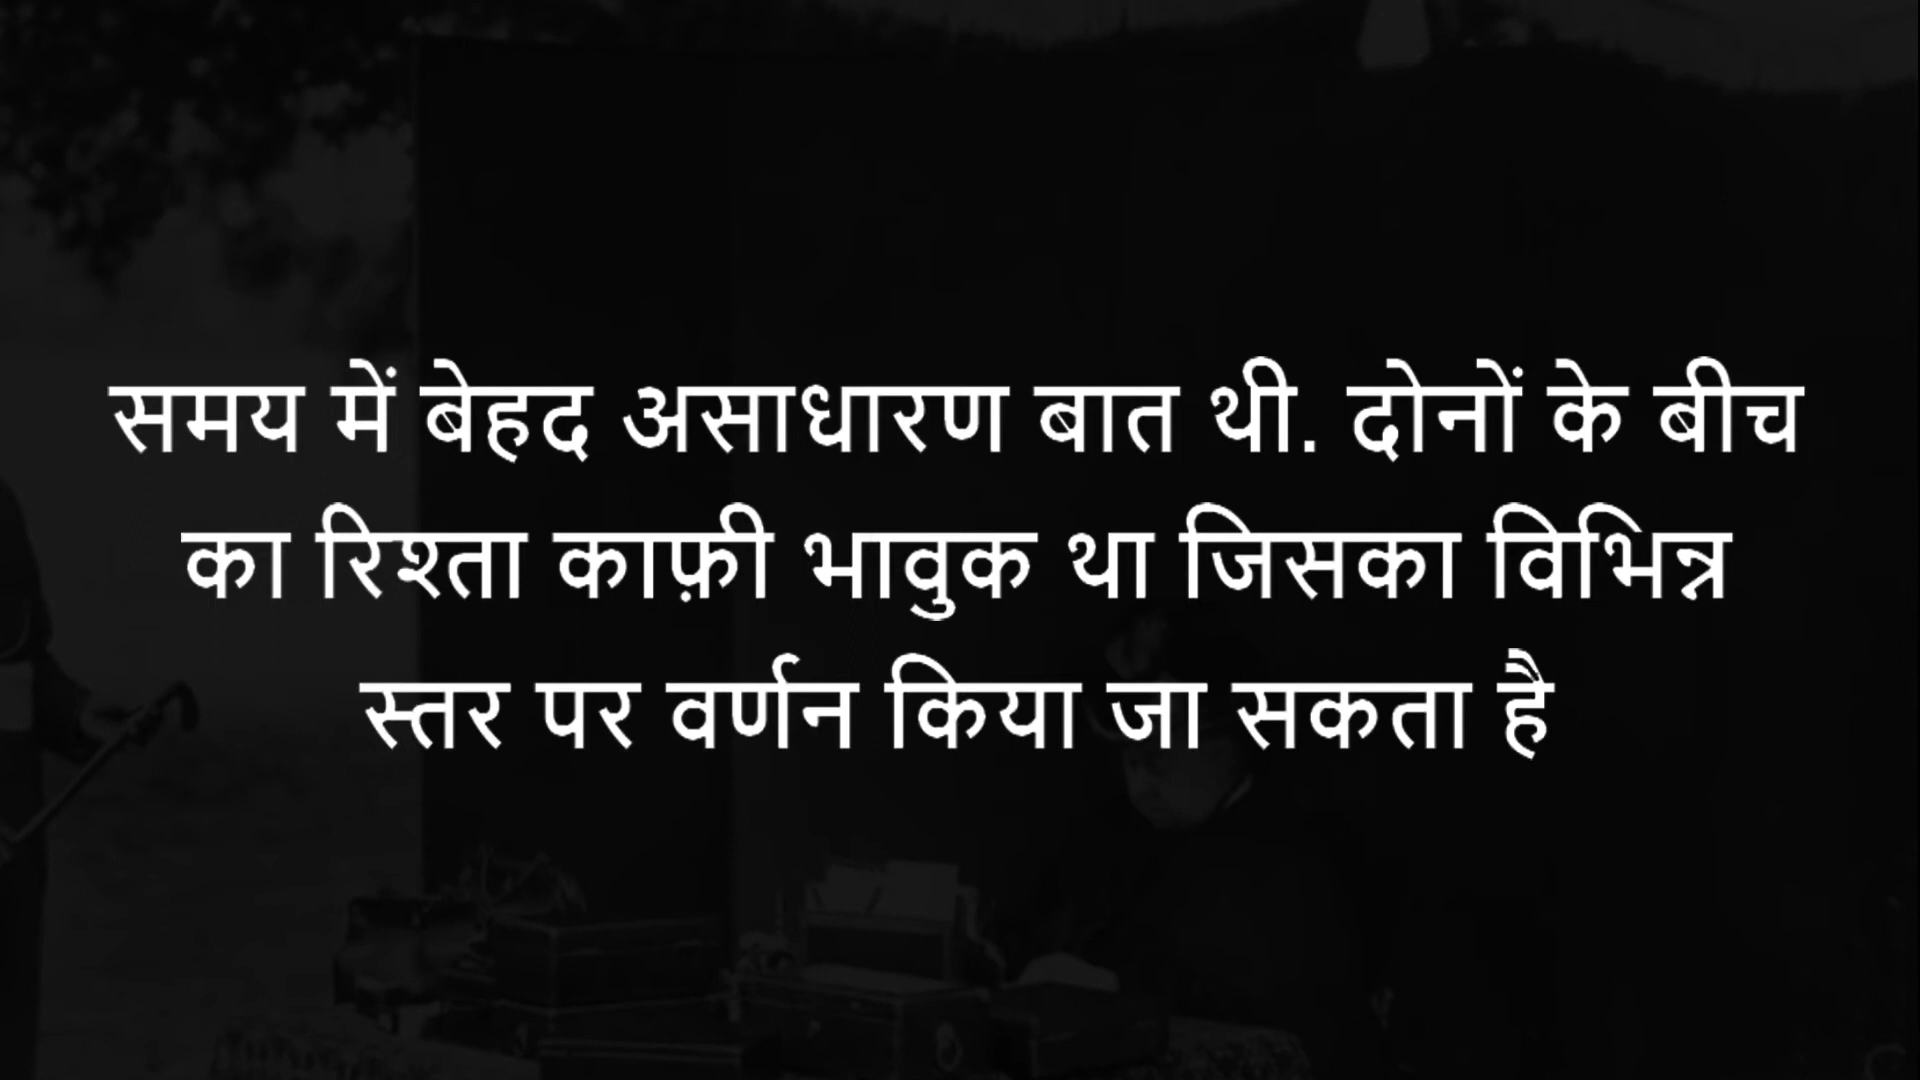 समय में बेहद असाधारण बात थी. दोनों के बीच
का रिश्ता काफ़ी भावुक था जिसका विभिन्न
स्तर पर वर्णन किया जा सकता है